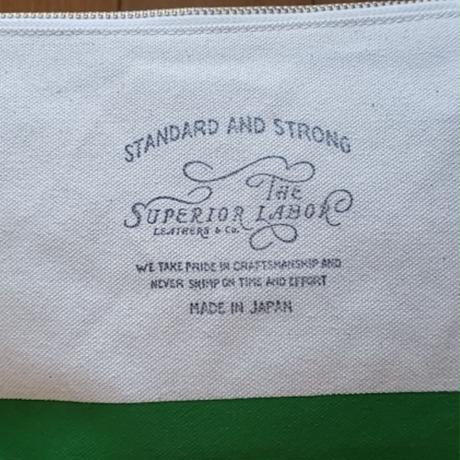 STANDARD AND STRONG
THE
SUPERIOR LABOR
LEATHERS & Co.
WE TAKE PRIDE IN CRAFTSMANSHIP AND
NEVER SKIMP ON TIME AND EFFORT
MADE IN JAPAN